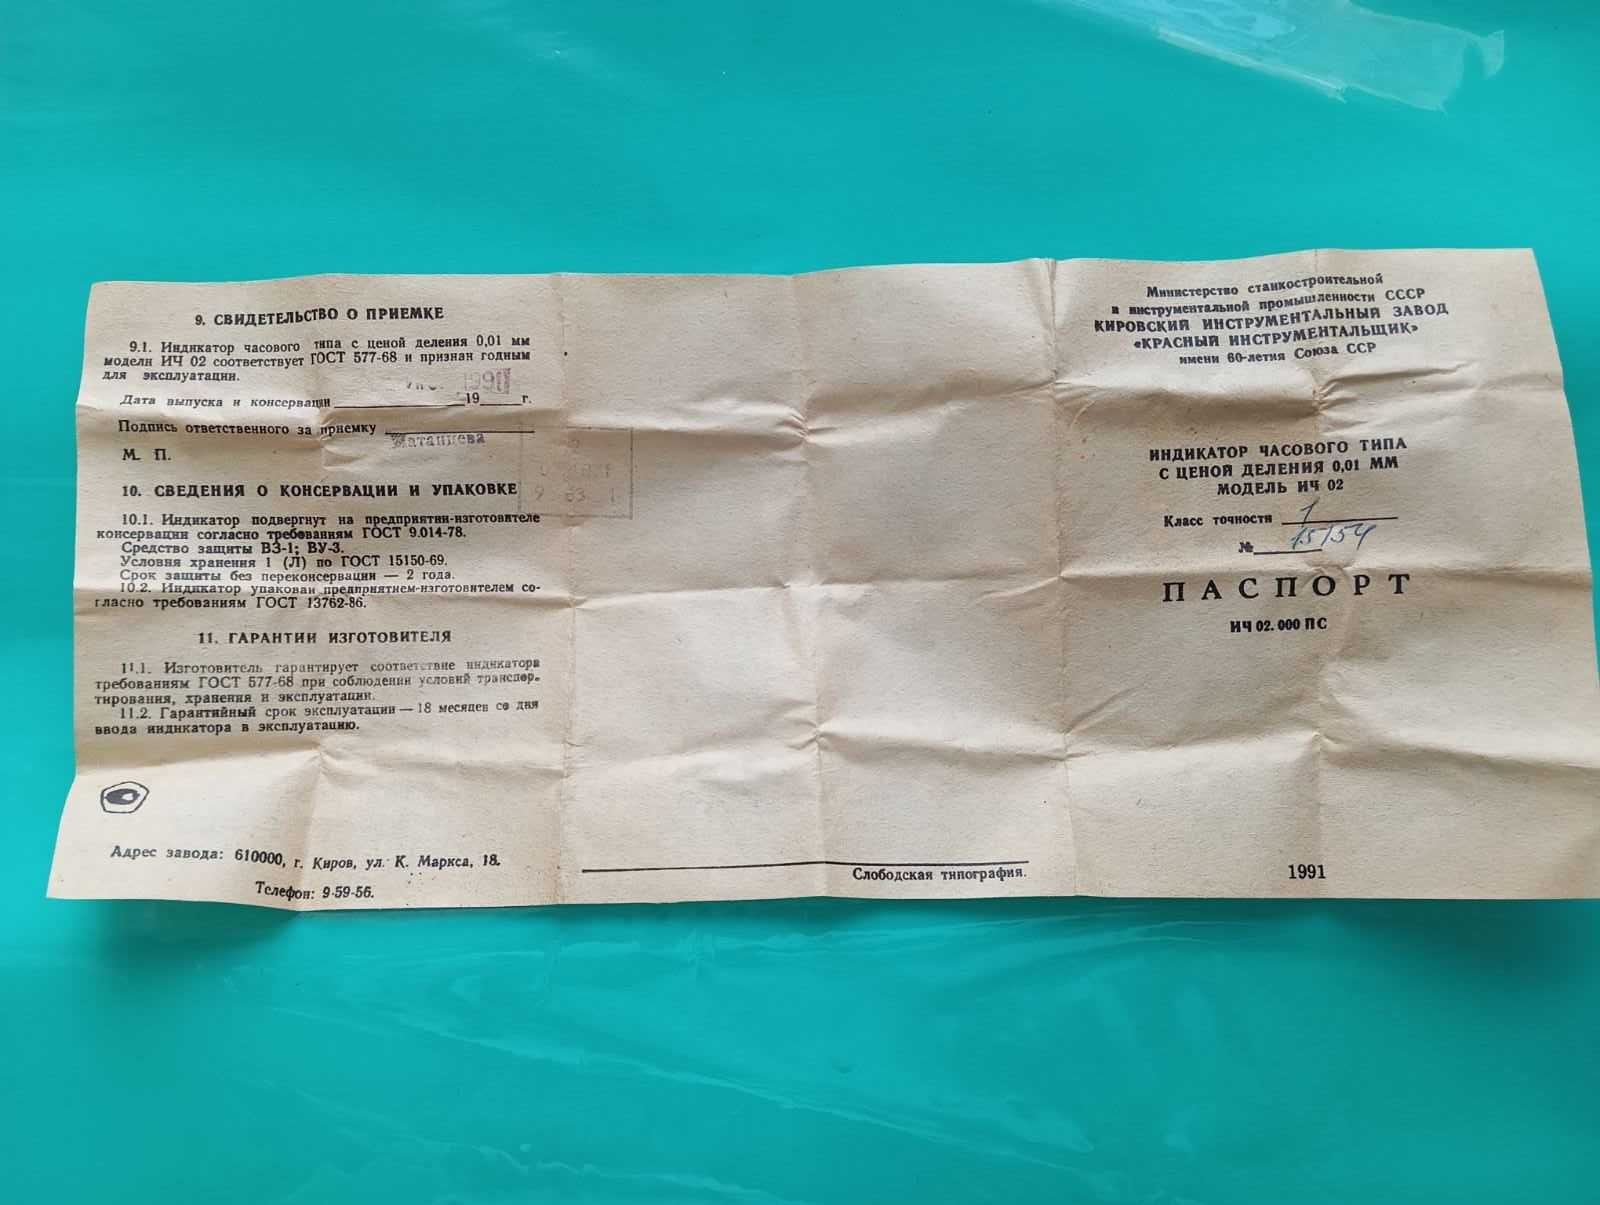 9. СВИДЕТЕЛЬСТВО О ПРИЕМКЕ
9.1. Индикатор часового типа с ценой деления 0,01 мм
модели ИЧ 02 соответствует ГОСТ 577-68 и признан годным
для эксплуатации.
1991
Дата выпуска и консервации 19 г.
Подпись ответственного за приемку
М. П.
10. СВЕДЕНИЯ О КОНСЕРВАЦИИ И УПАКОВКЕ
10.1. Индикатор подвергнут на предприятии-изготовителе
консервации согласно требованиям ГОСТ 9.014-78.
Средство защиты ВЗ-1; ВУ-3.
Условия хранения 1 (Л) по ГОСТ 15150-69.
Срок защиты без переконсервации — 2 года.
10.2. Индикатор упакован предприятием-изготовителем со-
гласно требованиям ГОСТ 13762-86.
11. ГАРАНТИИ ИЗГОТОВИТЕЛЯ
11.1. Изготовитель гарантирует соответствие индикатора
требованиям ГОСТ 577-68 при соблюдении условий транспор-
тирования, хранения и эксплуатации.
11.2. Гарантийный срок эксплуатации — 18 месяцев со дня
ввода индикатора в эксплуатацию.
Адрес завода: 610000, г. Киров, ул. К. Маркса, 18.
Телефон: 9-59-56.
Слободская типография.
Министерство станкостроительной
и инструментальной промышленности СССР
КИРОВСКИЙ ИНСТРУМЕНТАЛЬНЫЙ ЗАВОД
«КРАСНЫЙ ИНСТРУМЕНТАЛЬЩИК»
имени 60-летия Союза ССР
ИНДИКАТОР ЧАСОВОГО ТИПА
С ЦЕНОЙ ДЕЛЕНИЯ 0,01 ММ
МОДЕЛЬ ИЧ 02
Класс точности 1
№ 15154
ПАСПОРТ
ИЧ 02.000 ПС
1991